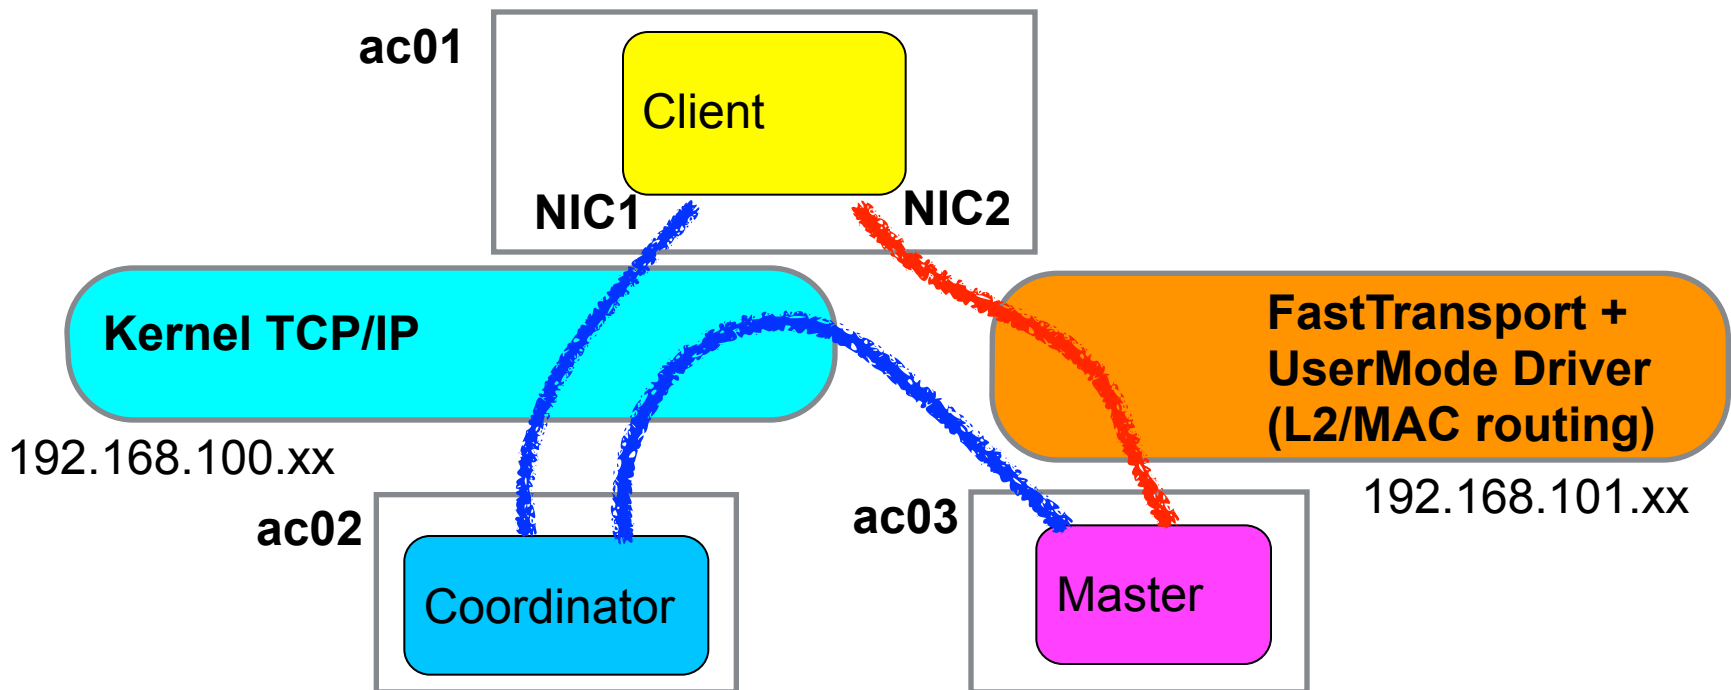 ac01
Client
NIC1
NIC2
Kernel TCP/IP
FastTransport +
UserMode Driver
(L2/MAC routing)
192.168.100.xx
192.168.101.xx
ac02
ac03
Coordinator
Master